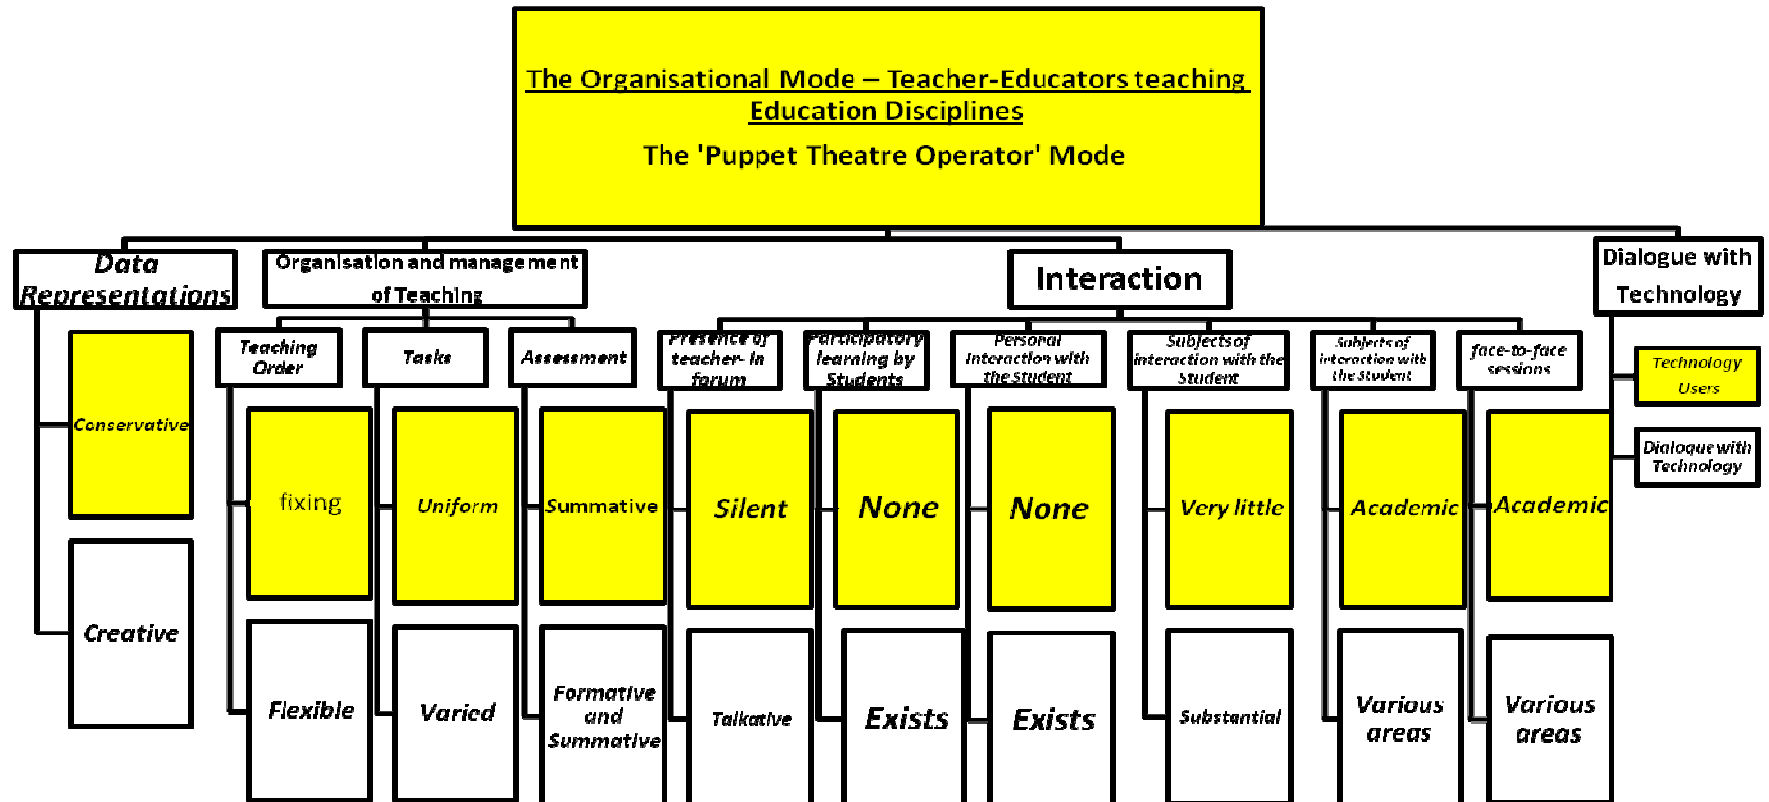 The Organisational Mode – Teacher-Educators teaching
Education Disciplines
The 'Puppet Theatre Operator' Mode
Data
Representations
Organisation and management
of Teaching
Interaction
Dialogue with
Technology
Teaching
Order
Tasks
Assessment
Presence of
teacher- in
forum
Participatory
learning by
Students
Personal
Interaction with
the Student
Subjects of
interaction with the
Student
Subjects of
interaction with
the Student
face-to-face
sessions
Technology
Users
Dialogue with
Technology
Conservative
fixing
Uniform
Summative
Silent
None
None
Very little
Academic
Academic
Creative
Flexible
Varied
Formative
and
Summative
Talkative
Exists
Exists
Substantial
Various
areas
Various
areas